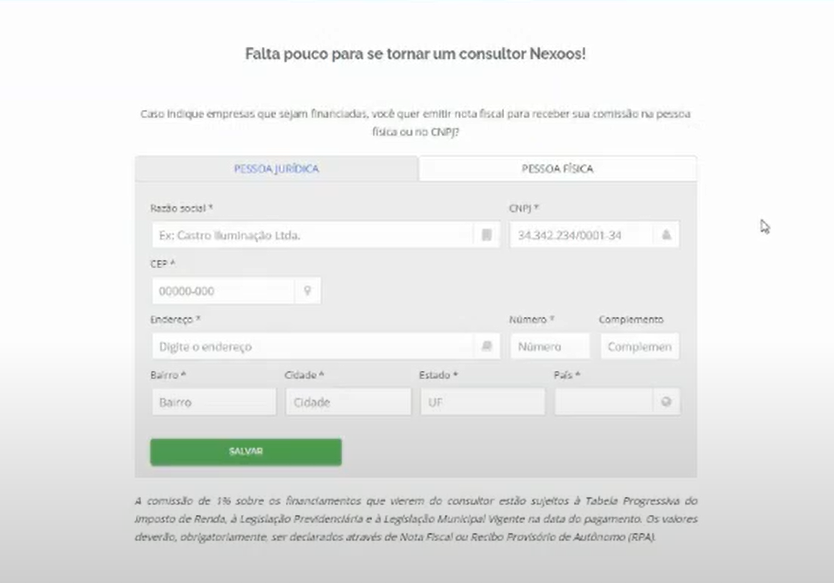 Falta pouco para se tornar um consultor Nexoos!
Caso indique empresas que sejam financiadas, você quer emitir nota fiscal para receber sua comissão na pessoa
física ou no CNPJ?
PESSOA JURÍDICA PESSOA FÍSICA
Razão social * CNPJ *
Ex: Castro Iluminação Ltda. 34.342.234/0001-34
CEP *
00000-000
Endereço * Número * Complemento
Digite o endereço Número Complemen
Bairro * Cidade * Estado * País *
Bairro Cidade UF
SALVAR
A comissão de 1% sobre os financiamentos que vierem do consultor estão sujeitos à Tabela Progressiva do
Imposto de Renda, à Legislação Previdenciária e à Legislação Municipal Vigente na data do pagamento. Os valores
deverão, obrigatoriamente, ser declarados através de Nota Fiscal ou Recibo Provisório de Autônomo (RPA).